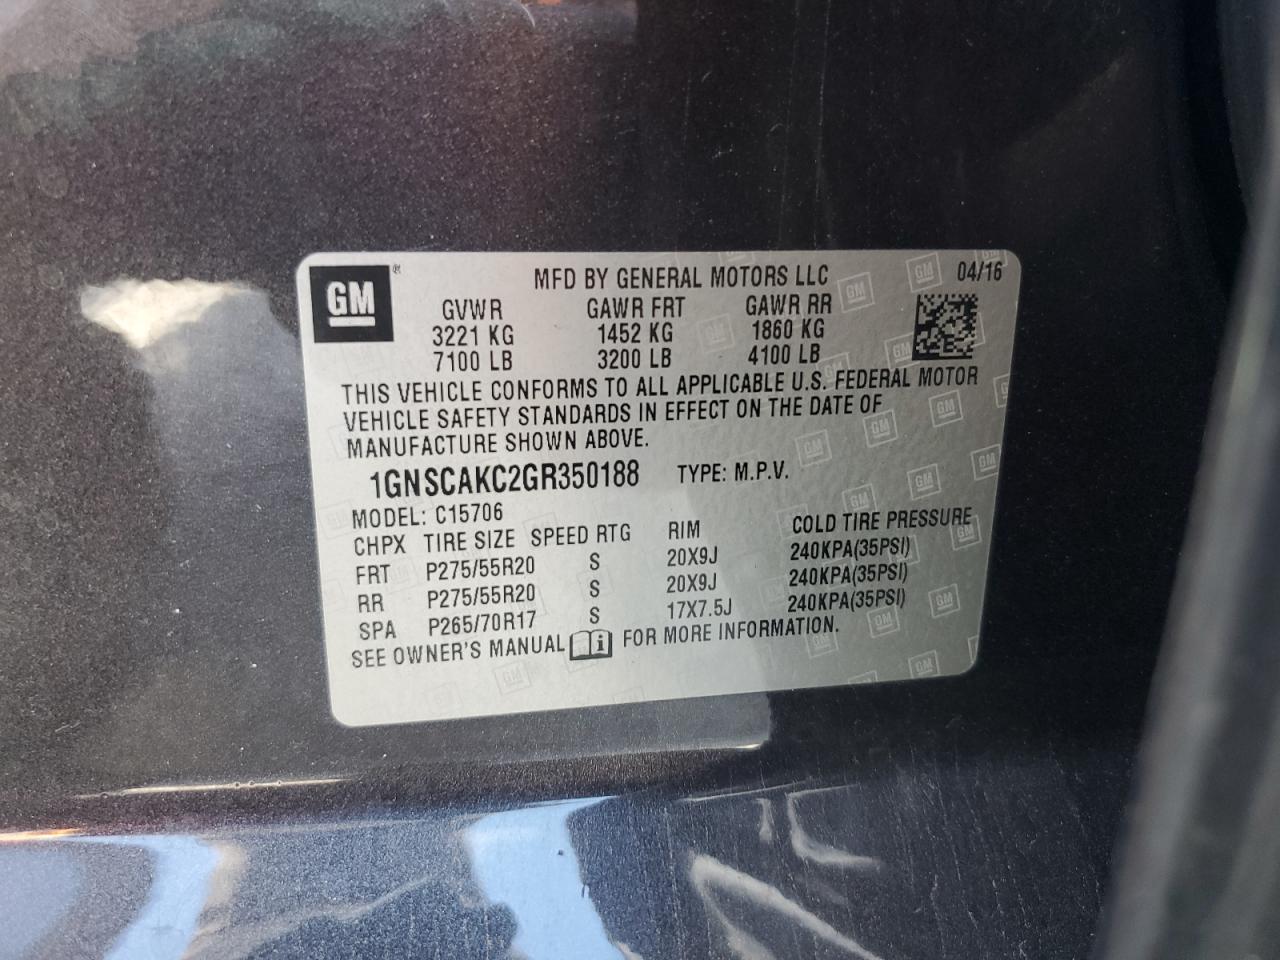 GM ® MFD BY GENERAL MOTORS LLC 04/16
GVWR GAWR FRT GAWR RR
3221 KG 1452 KG 1860 KG
7100 LB 3200 LB 4100 LB
THIS VEHICLE CONFORMS TO ALL APPLICABLE U.S. FEDERAL MOTOR
VEHICLE SAFETY STANDARDS IN EFFECT ON THE DATE OF
MANUFACTURE SHOWN ABOVE.
1GNSCAKC2GR350188 TYPE: M.P.V.
MODEL: C15706
CHPX TIRE SIZE SPEED RTG RIM COLD TIRE PRESSURE
FRT P275/55R20 S 20X9J 240KPA(35PSI)
RR P275/55R20 S 20X9J 240KPA(35PSI)
SPA P265/70R17 S 17X7.5J 240KPA(35PSI)
SEE OWNER'S MANUAL i FOR MORE INFORMATION.